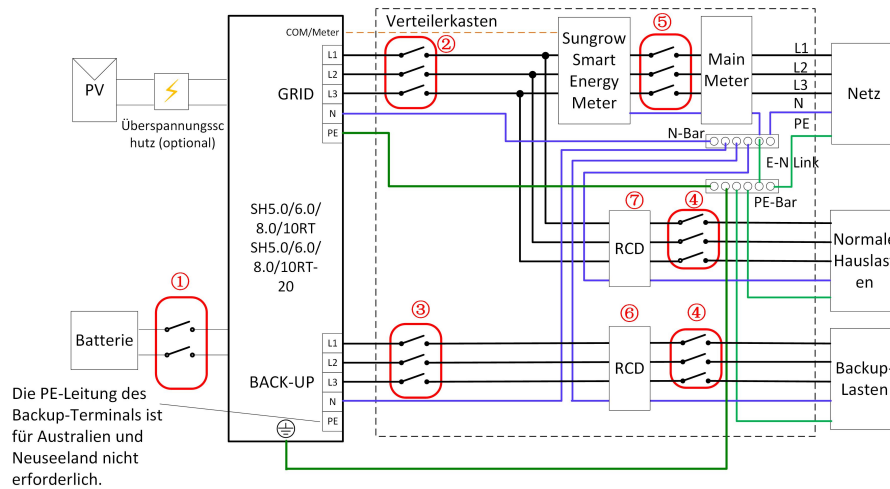 Verteilerkasten
COM/Meter
②
⑤
L1
L2
L3
N
PE
GRID
Sungrow
Smart
Energy
Meter
Main
Meter
L1
L2
L3
N
PE
Netz
PV
Überspannungssc
hutz (optional)
N-Bar
E-N Link
PE-Bar
SH5.0/6.0/
8.0/10RT
SH5.0/6.0/
8.0/10RT-
20
⑦
④
RCD
Normale
Hauslast
en
①
Batterie
③
⑥
④
L1
L2
L3
N
PE
BACK-UP
RCD
Backup-
Lasten
Die PE-Leitung des
Backup-Terminals ist
für Australien und
Neuseeland nicht
erforderlich.